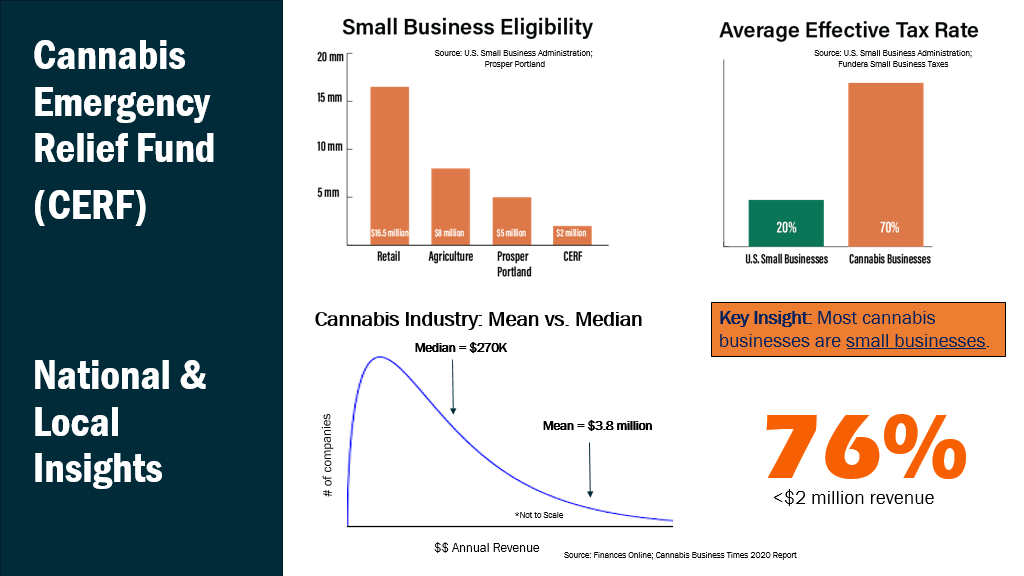 Cannabis
Emergency
Relief Fund
(CERF)
National &
Local
Insights
Small Business Eligibility
Source: U.S. Small Business Administration;
Prosper Portland
20 mm
15 mm
10 mm
5 mm
$16.5 million
$8 million
$5 million
$2 million
Retail
Agriculture
Prosper
Portland
CERF
Average Effective Tax Rate
Source: U.S. Small Business Administration;
Fundera Small Business Taxes
20%
70%
U.S. Small Businesses
Cannabis Businesses
Cannabis Industry: Mean vs. Median
Median = $270K
Mean = $3.8 million
# of companies
*Not to Scale
$$ Annual Revenue
Source: Finances Online; Cannabis Business Times 2020 Report
Key Insight: Most cannabis
businesses are small businesses.
76%
<$2 million revenue